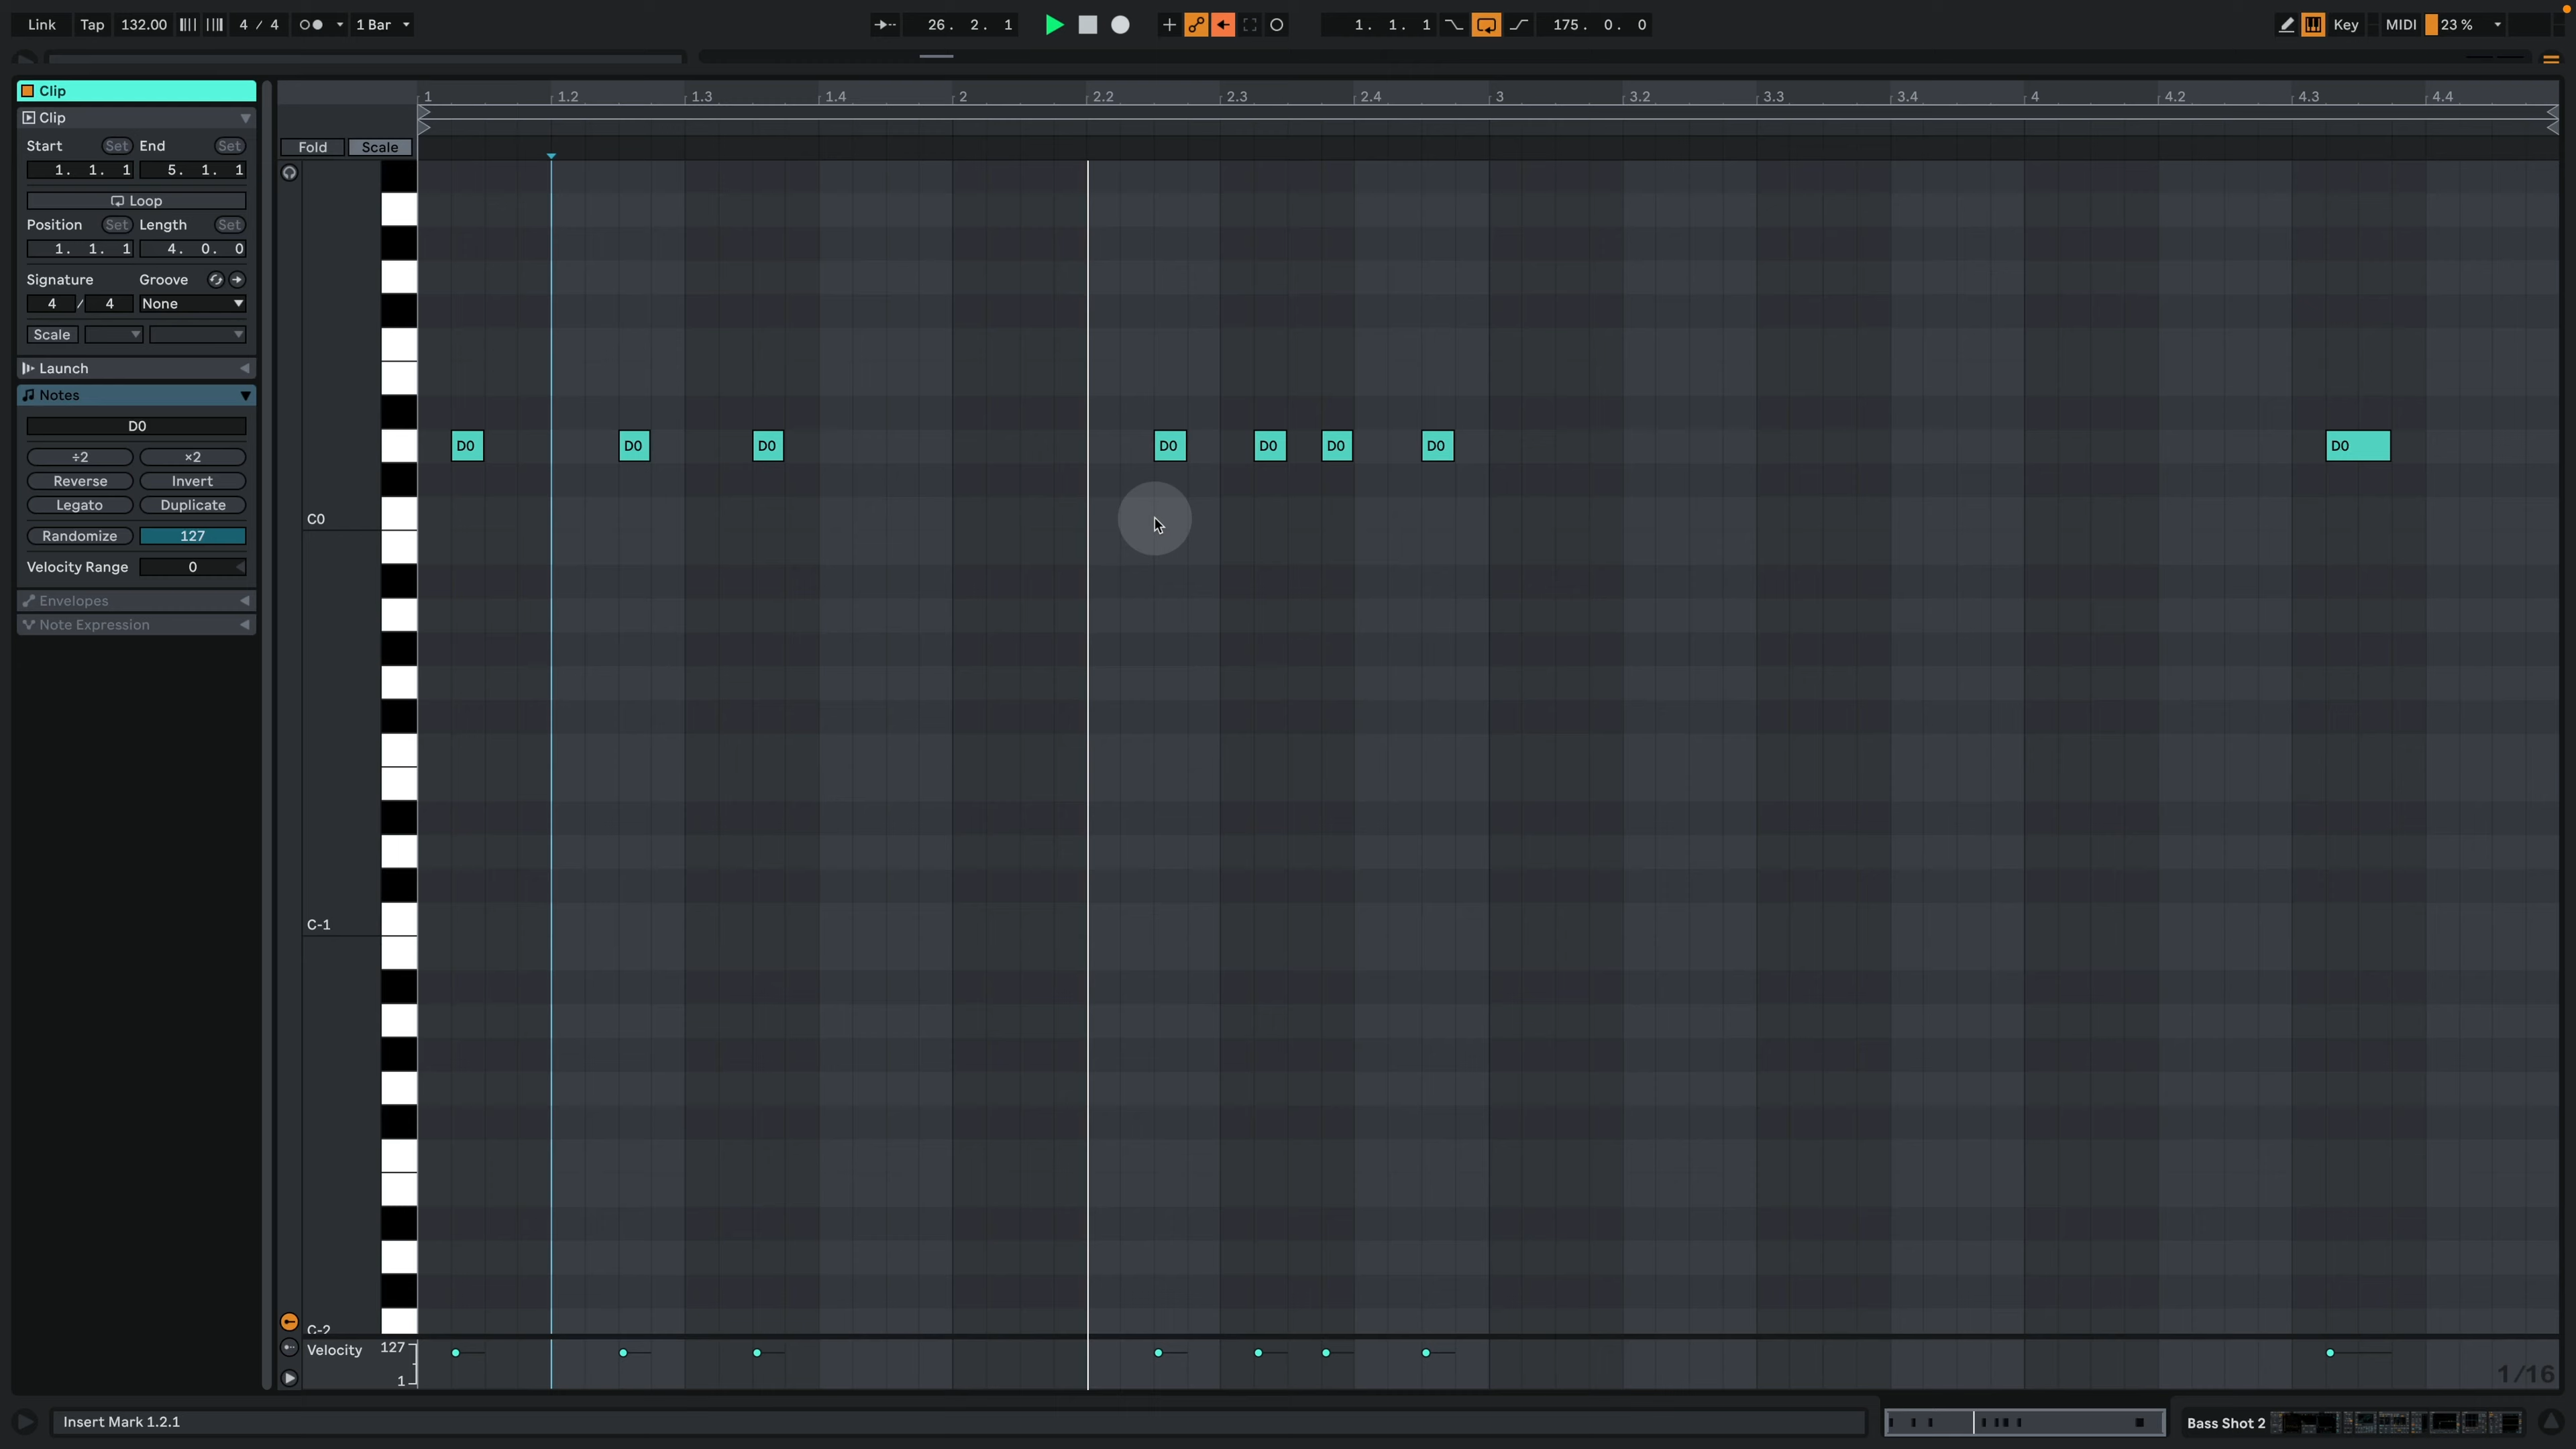 Link Tap 132.00 4 / 4 1 Bar 26. 2. 1 1. 1. 1 175. 0. 0 Key MIDI 23 %
Clip
Clip
Start Set End Set
1. 1. 1 5. 1. 1
Loop
Position Set Length Set
1. 1. 1 4. 0. 0
Signature Groove
4 / 4 None
Scale
Launch
Notes
D0
÷2 ×2
Reverse Invert
Legato Duplicate
Randomize 127
Velocity Range 0
Envelopes
Note Expression
1 1.2 1.3 1.4 2 2.2 2.3 2.4 3 3.2 3.3 3.4 4 4.2 4.3 4.4
Fold Scale
D0 D0 D0 D0 D0 D0 D0 D0
C0
C-1
C-2
Velocity 127
1
1/16
Insert Mark 1.2.1
Bass Shot 2